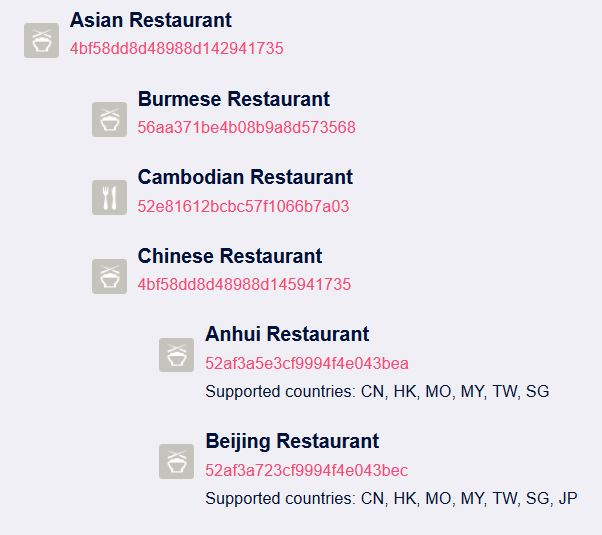 Asian Restaurant
4bf58dd8d48988d142941735
Burmese Restaurant
56aa371be4b08b9a8d573568
Cambodian Restaurant
52e81612bcbc57f1066b7a03
Chinese Restaurant
4bf58dd8d48988d145941735
Anhui Restaurant
52af3a5e3cf9994f4e043bea
Supported countries: CN, HK, MO, MY, TW, SG
Beijing Restaurant
52af3a723cf9994f4e043bec
Supported countries: CN, HK, MO, MY, TW, SG, JP